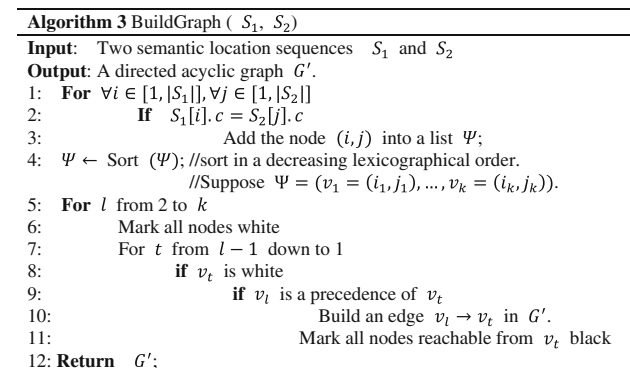 Algorithm 3 BuildGraph ( S₁, S₂)
Input: Two semantic location sequences S₁ and S₂
Output: A directed acyclic graph G′.
1: For ∀i ∈ [1, |S₁|], ∀j ∈ [1, |S₂|]
2: If S₁[i]. c = S₂[j]. c
3: Add the node (i, j) into a list Ψ;
4: Ψ ← Sort (Ψ); //sort in a decreasing lexicographical order.
//Suppose Ψ = (v₁ = (i₁, j₁), … , vₖ = (iₖ, jₖ)).
5: For l from 2 to k
6: Mark all nodes white
7: For t from l − 1 down to 1
8: if vₜ is white
9: if vₗ is a precedence of vₜ
10: Build an edge vₗ → vₜ in G′.
11: Mark all nodes reachable from vₜ black
12: Return G′;